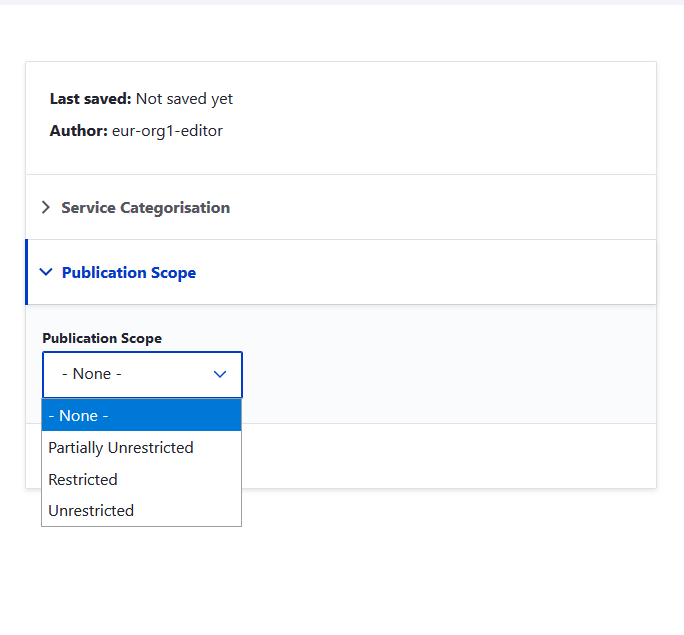 Last saved: Not saved yet
Author: eur-org1-editor
Service Categorisation
Publication Scope
Publication Scope
- None -
- None -
Partially Unrestricted
Restricted
Unrestricted